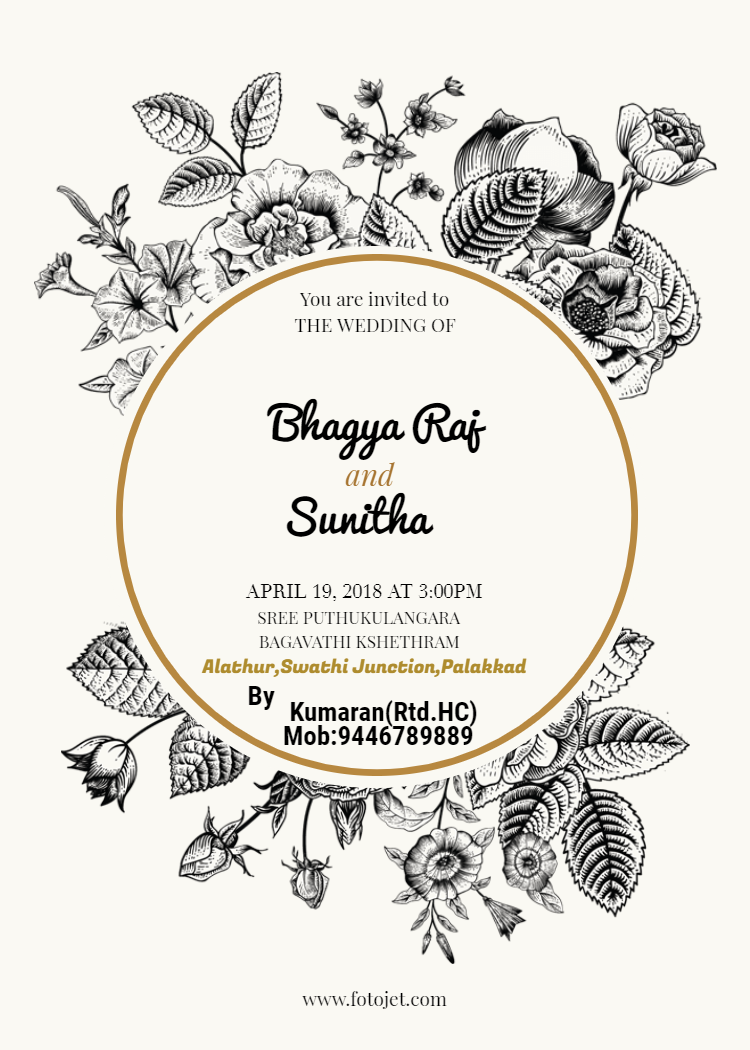 You are invited to
THE WEDDING OF
Bhagya Raj
and
Sunitha
APRIL 19, 2018 AT 3:00PM
SREE PUTHUKULANGARA
BAGAVATHI KSHETHRAM
Alathur,Swathi Junction,Palakkad
By
Kumaran(Rtd.HC)
Mob:9446789889
www.fotojet.com